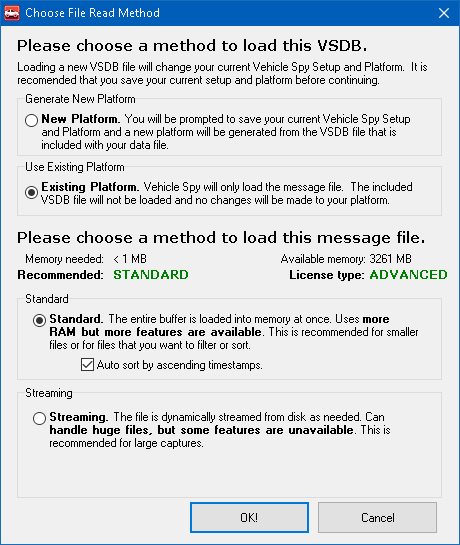 Choose File Read Method
Please choose a method to load this VSDB.
Loading a new VSDB file will change your current Vehicle Spy Setup and Platform. It is
recomended that you save your current setup and platform before continuing.
Generate New Platform
New Platform. You will be prompted to save your current Vehicle Spy Setup
and Platform and a new platform will be generated from the VSDB file that is
included with your data file.
Use Existing Platform
Existing Platform. Vehicle Spy will only load the message file. The included
VSDB file will not be loaded and no changes will be made to your platform.
Please choose a method to load this message file.
Memory needed: < 1 MB Available memory: 3261 MB
Recommended: STANDARD License type: ADVANCED
Standard
Standard. The entire buffer is loaded into memory at once. Uses more
RAM but more features are available. This is recommended for smaller
files or for files that you want to filter or sort.
Auto sort by ascending timestamps.
Streaming
Streaming. The file is dynamically streamed from disk as needed. Can
handle huge files, but some features are unavailable. This is
recommended for large captures.
OK! Cancel